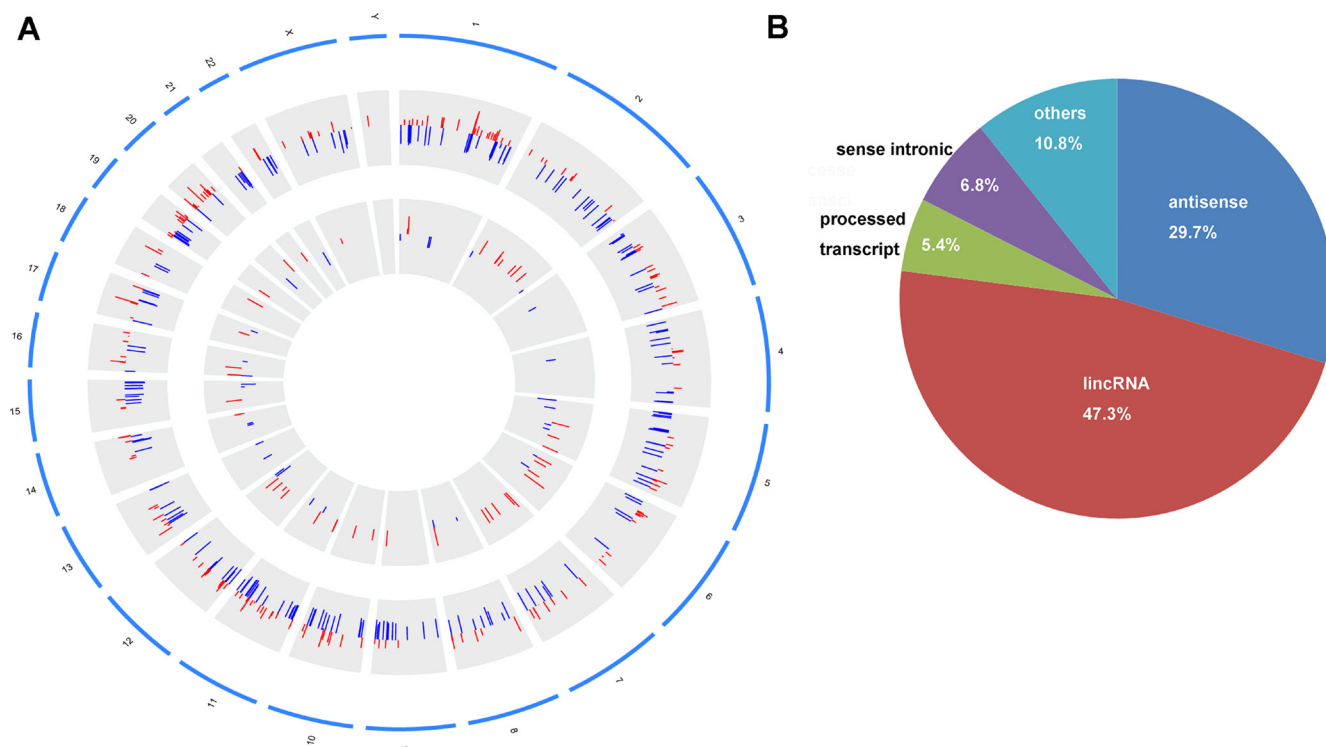 A
1
2
3
4
5
6
7
8
10
11
12
13
14
15
16
17
18
19
20
21
22
X
Y
B
others
10.8%
sense intronic
6.8%
processed
transcript
5.4%
antisense
29.7%
lincRNA
47.3%